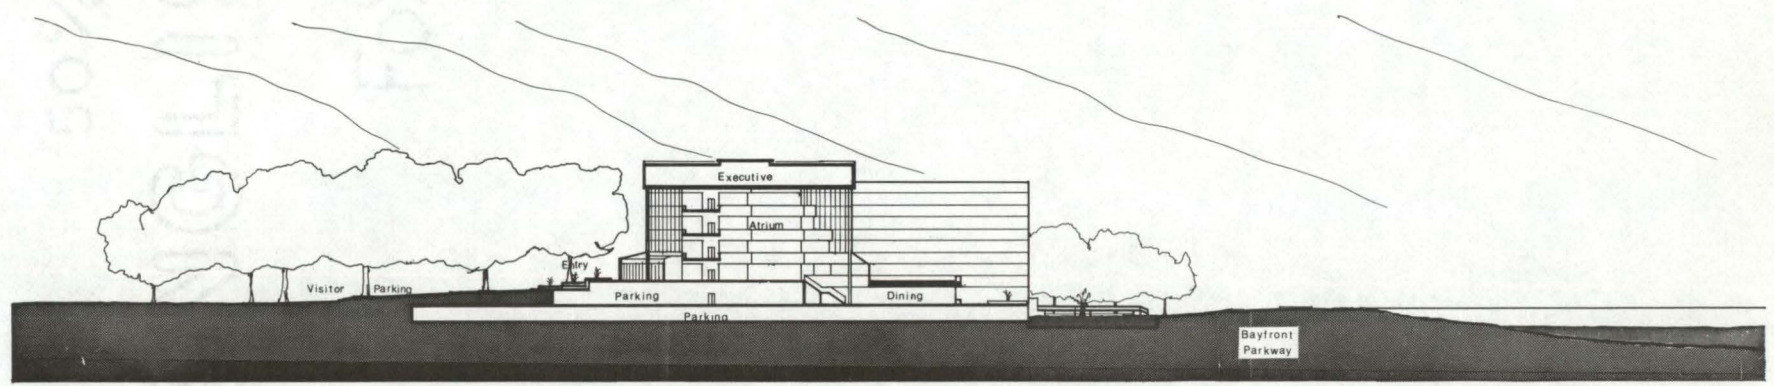 Executive
Atrium
Entry
Visitor Parking
Parking
Dining
Parking
Bayfront
Parkway